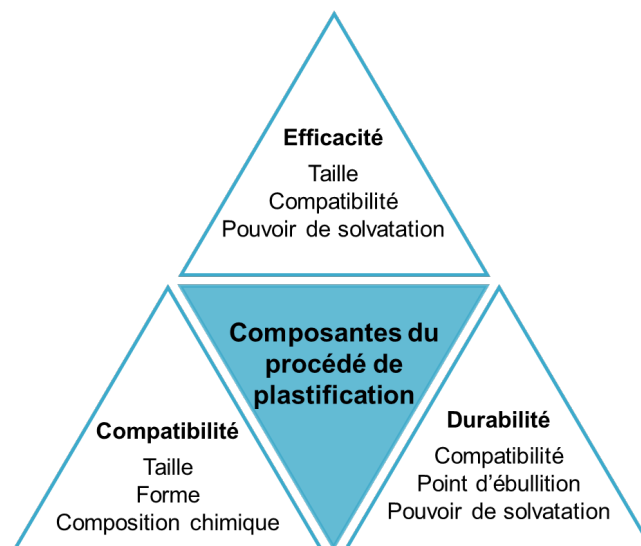 Efficacité
Taille
Compatibilité
Pouvoir de solvatation
Composantes du
procédé de
plastification
Compatibilité
Taille
Forme
Composition chimique
Durabilité
Compatibilité
Point d'ébullition
Pouvoir de solvatation